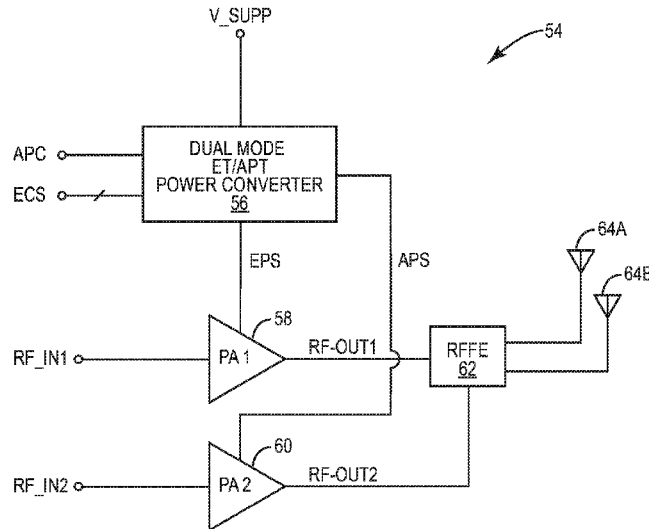 V_SUPP
54
APC
ECS
DUAL MODE
ET/APT
POWER CONVERTER
56
EPS
APS
64A
64B
58
RF_IN1
PA 1
RF-OUT1
RFFE
62
60
RF_IN2
PA 2
RF-OUT2